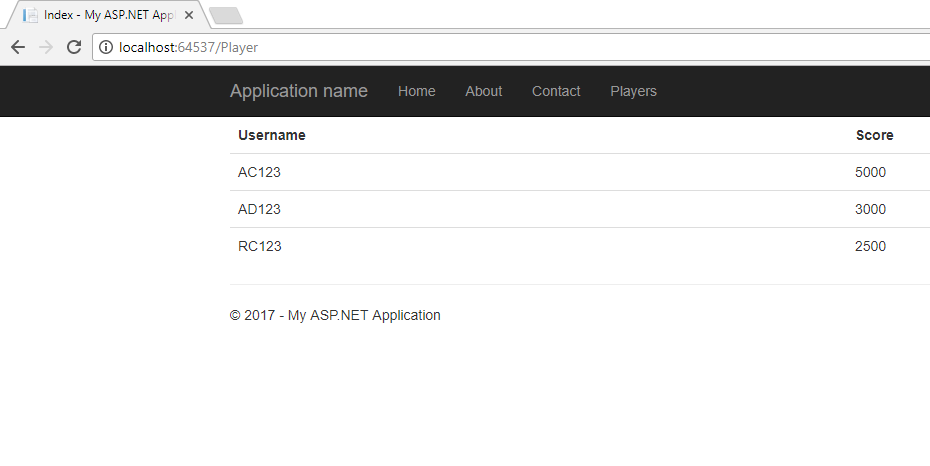 Index - My ASP.NET App
localhost:64537/Player
Application name Home About Contact Players
Username Score
AC123 5000
AD123 3000
RC123 2500
© 2017 - My ASP.NET Application